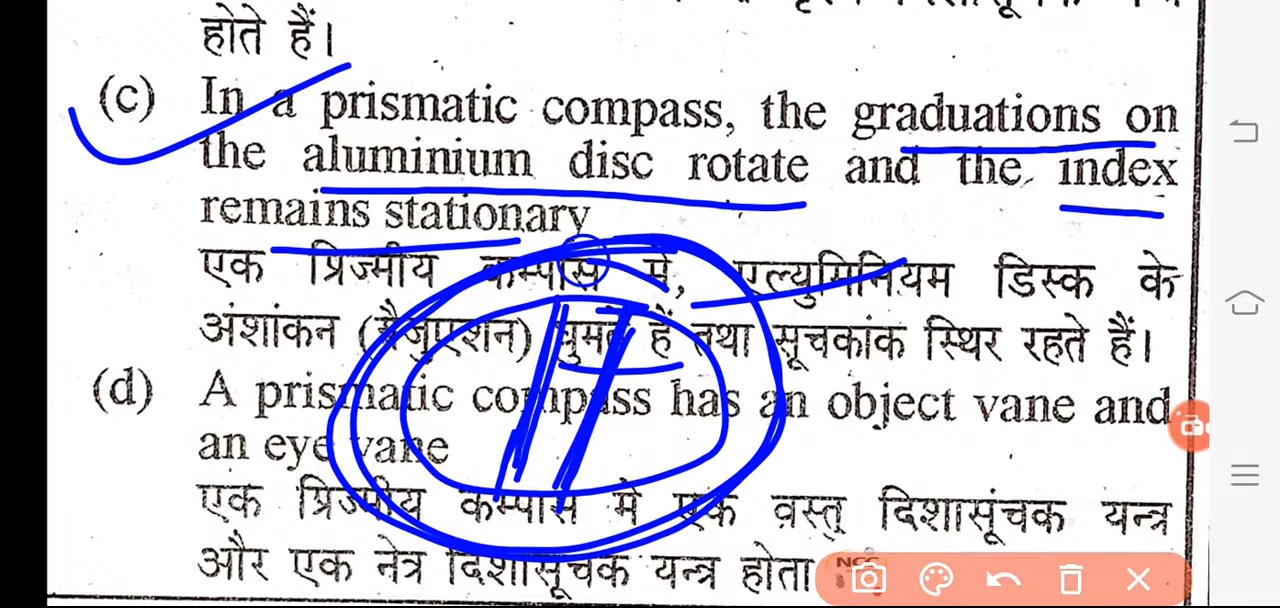 होते हैं।
(c) In a prismatic compass, the graduations on
the aluminium disc rotate and the index
remains stationary
एक प्रिज्मीय कम्पास में, एल्युमिनियम डिस्क के
अंशांकन (ग्रैजुएशन) घुमते हैं तथा सूचकांक स्थिर रहते हैं।
(d) A prismatic compass has an object vane and
an eye vane
एक प्रिज्मीय कम्पास में एक वस्तु दिशासूंचक यन्त्र
और एक नेत्र दिशासूचक यन्त्र होता